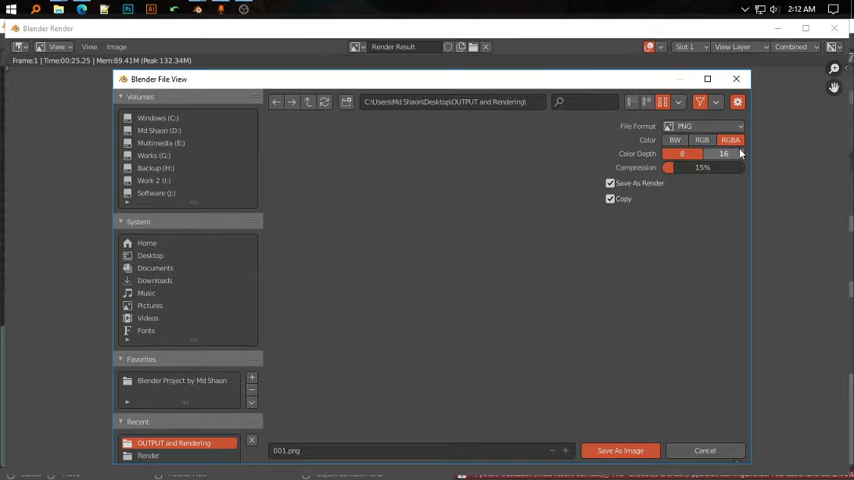 2:12 AM
Blender Render
View View Image Render Result Slot 1 View Layer Combined
Frame:1 | Time:00:25.25 | Mem:89.41M (Peak 132.34M)
Blender File View
Volumes
C:\Users\Md Shaon\Desktop\OUTPUT and Rendering\
Windows (C:)
Md Shaon (D:)
Multimedia (E:)
Works (G:)
Backup (H:)
Work 2 (I:)
Software (J:)
File Format PNG
Color BW RGB RGBA
Color Depth 8 16
Compression 15%
Save As Render
Copy
System
Home
Desktop
Documents
Downloads
Music
Pictures
Videos
Fonts
Favorites
Blender Project by Md Shaon
Recent
OUTPUT and Rendering
Render
001.png
Save As Image Cancel